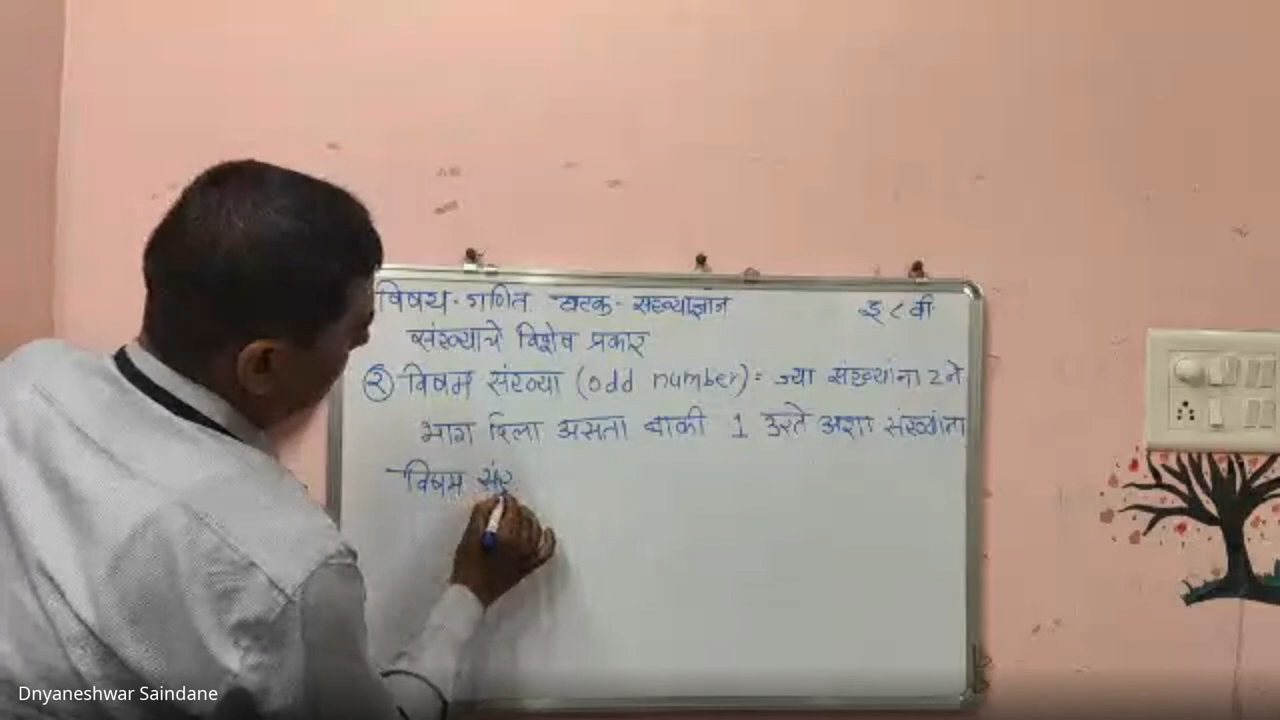 विषय - गणित घटक - संख्याज्ञान इ ८ वी
संख्याचे विशेष प्रकार
२ विषम संख्या (odd number) = ज्या संख्यांना 2 ने
भाग दिला असता बाकी 1 उरते अशा संख्यांना
विषम संर
Dnyaneshwar Saindane